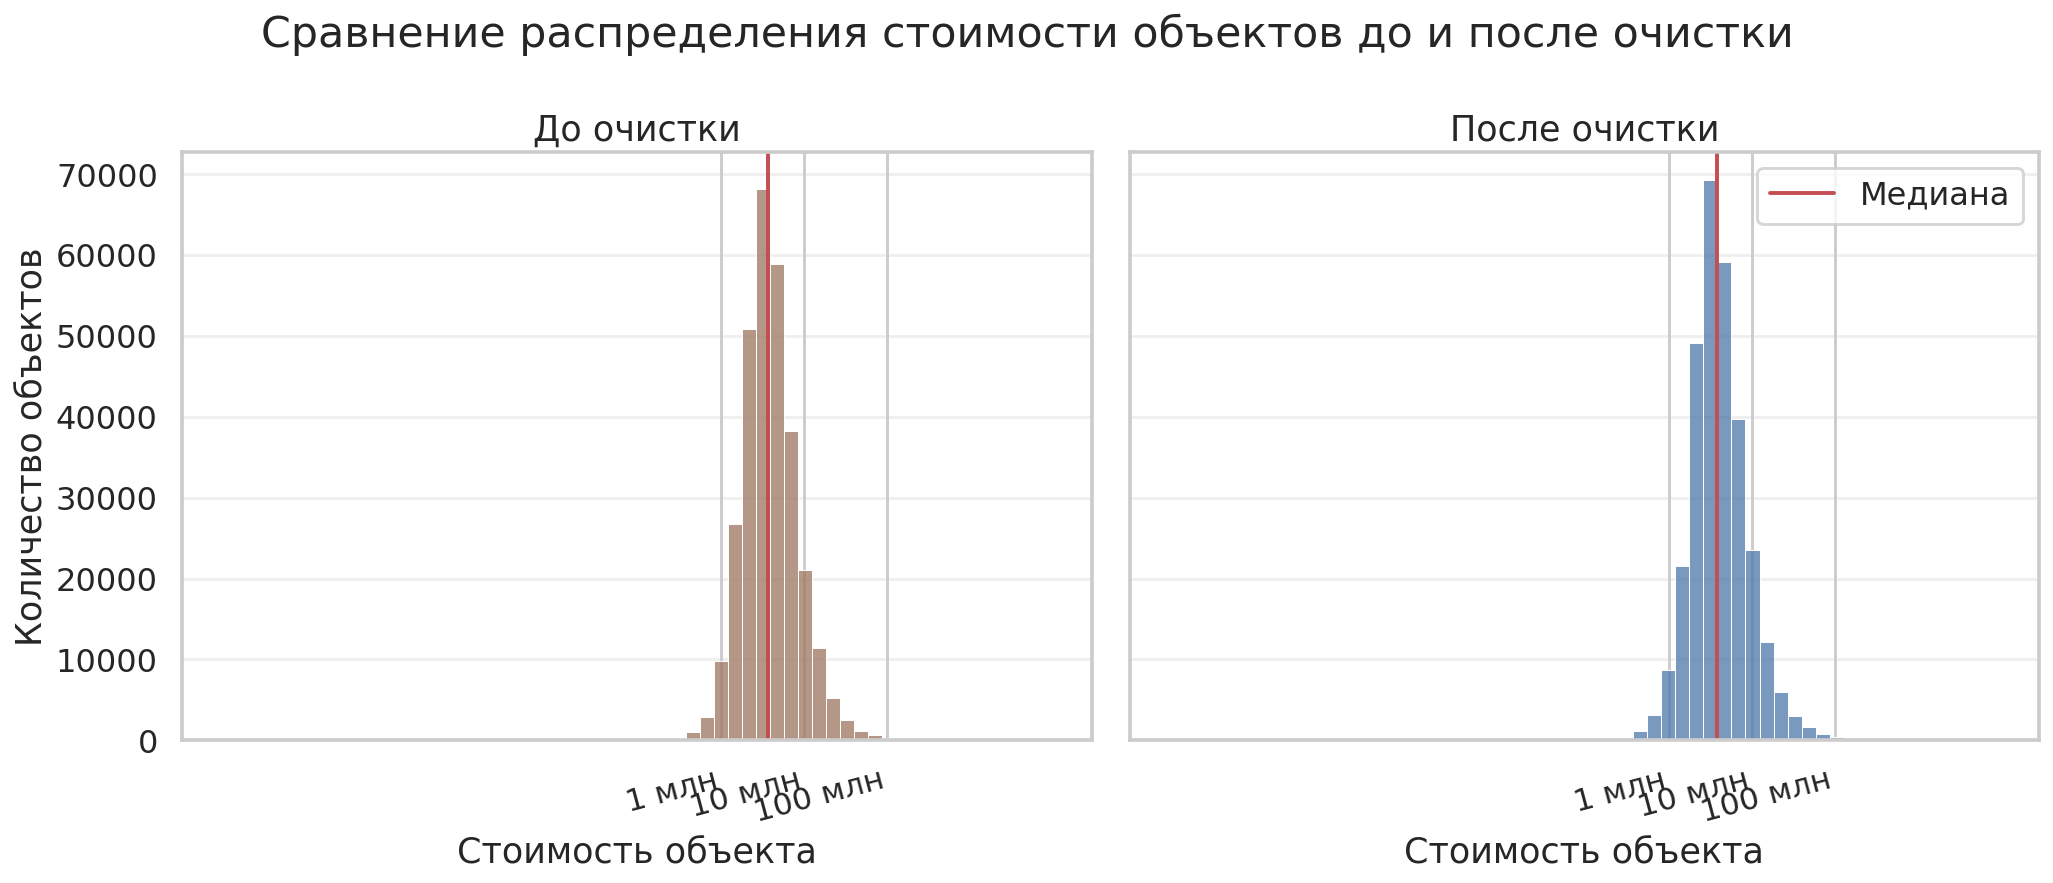 Сравнение распределения стоимости объектов до и после очистки
До очистки
После очистки
Медиана
Количество объектов
70000
60000
50000
40000
30000
20000
10000
0
1 млн
10 млн
100 млн
1 млн
10 млн
100 млн
Стоимость объекта
Стоимость объекта